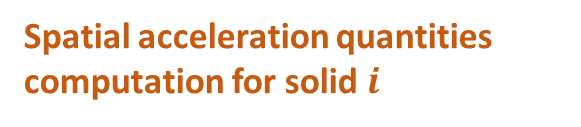 Spatial acceleration quantities
computation for solid i